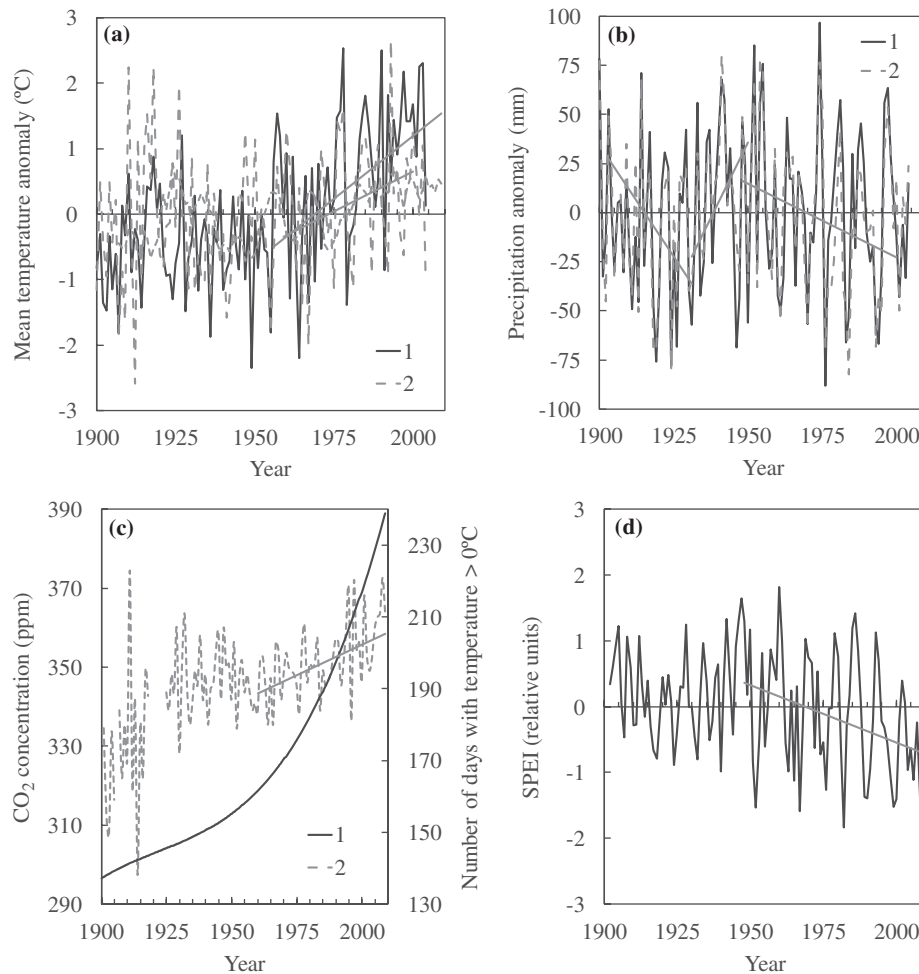 (a)
Mean temperature anomaly (ºC)
3
2
1
0
-1
-2
-3
1
2
1900 1925 1950 1975 2000
Year
(b)
Precipitation anomaly (mm)
100
75
50
25
0
-25
-50
-75
-100
1
2
1900 1925 1950 1975 2000
Year
(c)
CO2 concentration (ppm)
390
370
350
330
310
290
Number of days with temperature > 0ºC
230
210
190
170
150
130
1
2
1900 1925 1950 1975 2000
Year
(d)
SPEI (relative units)
3
2
1
0
-1
-2
-3
1900 1925 1950 1975 2000
Year